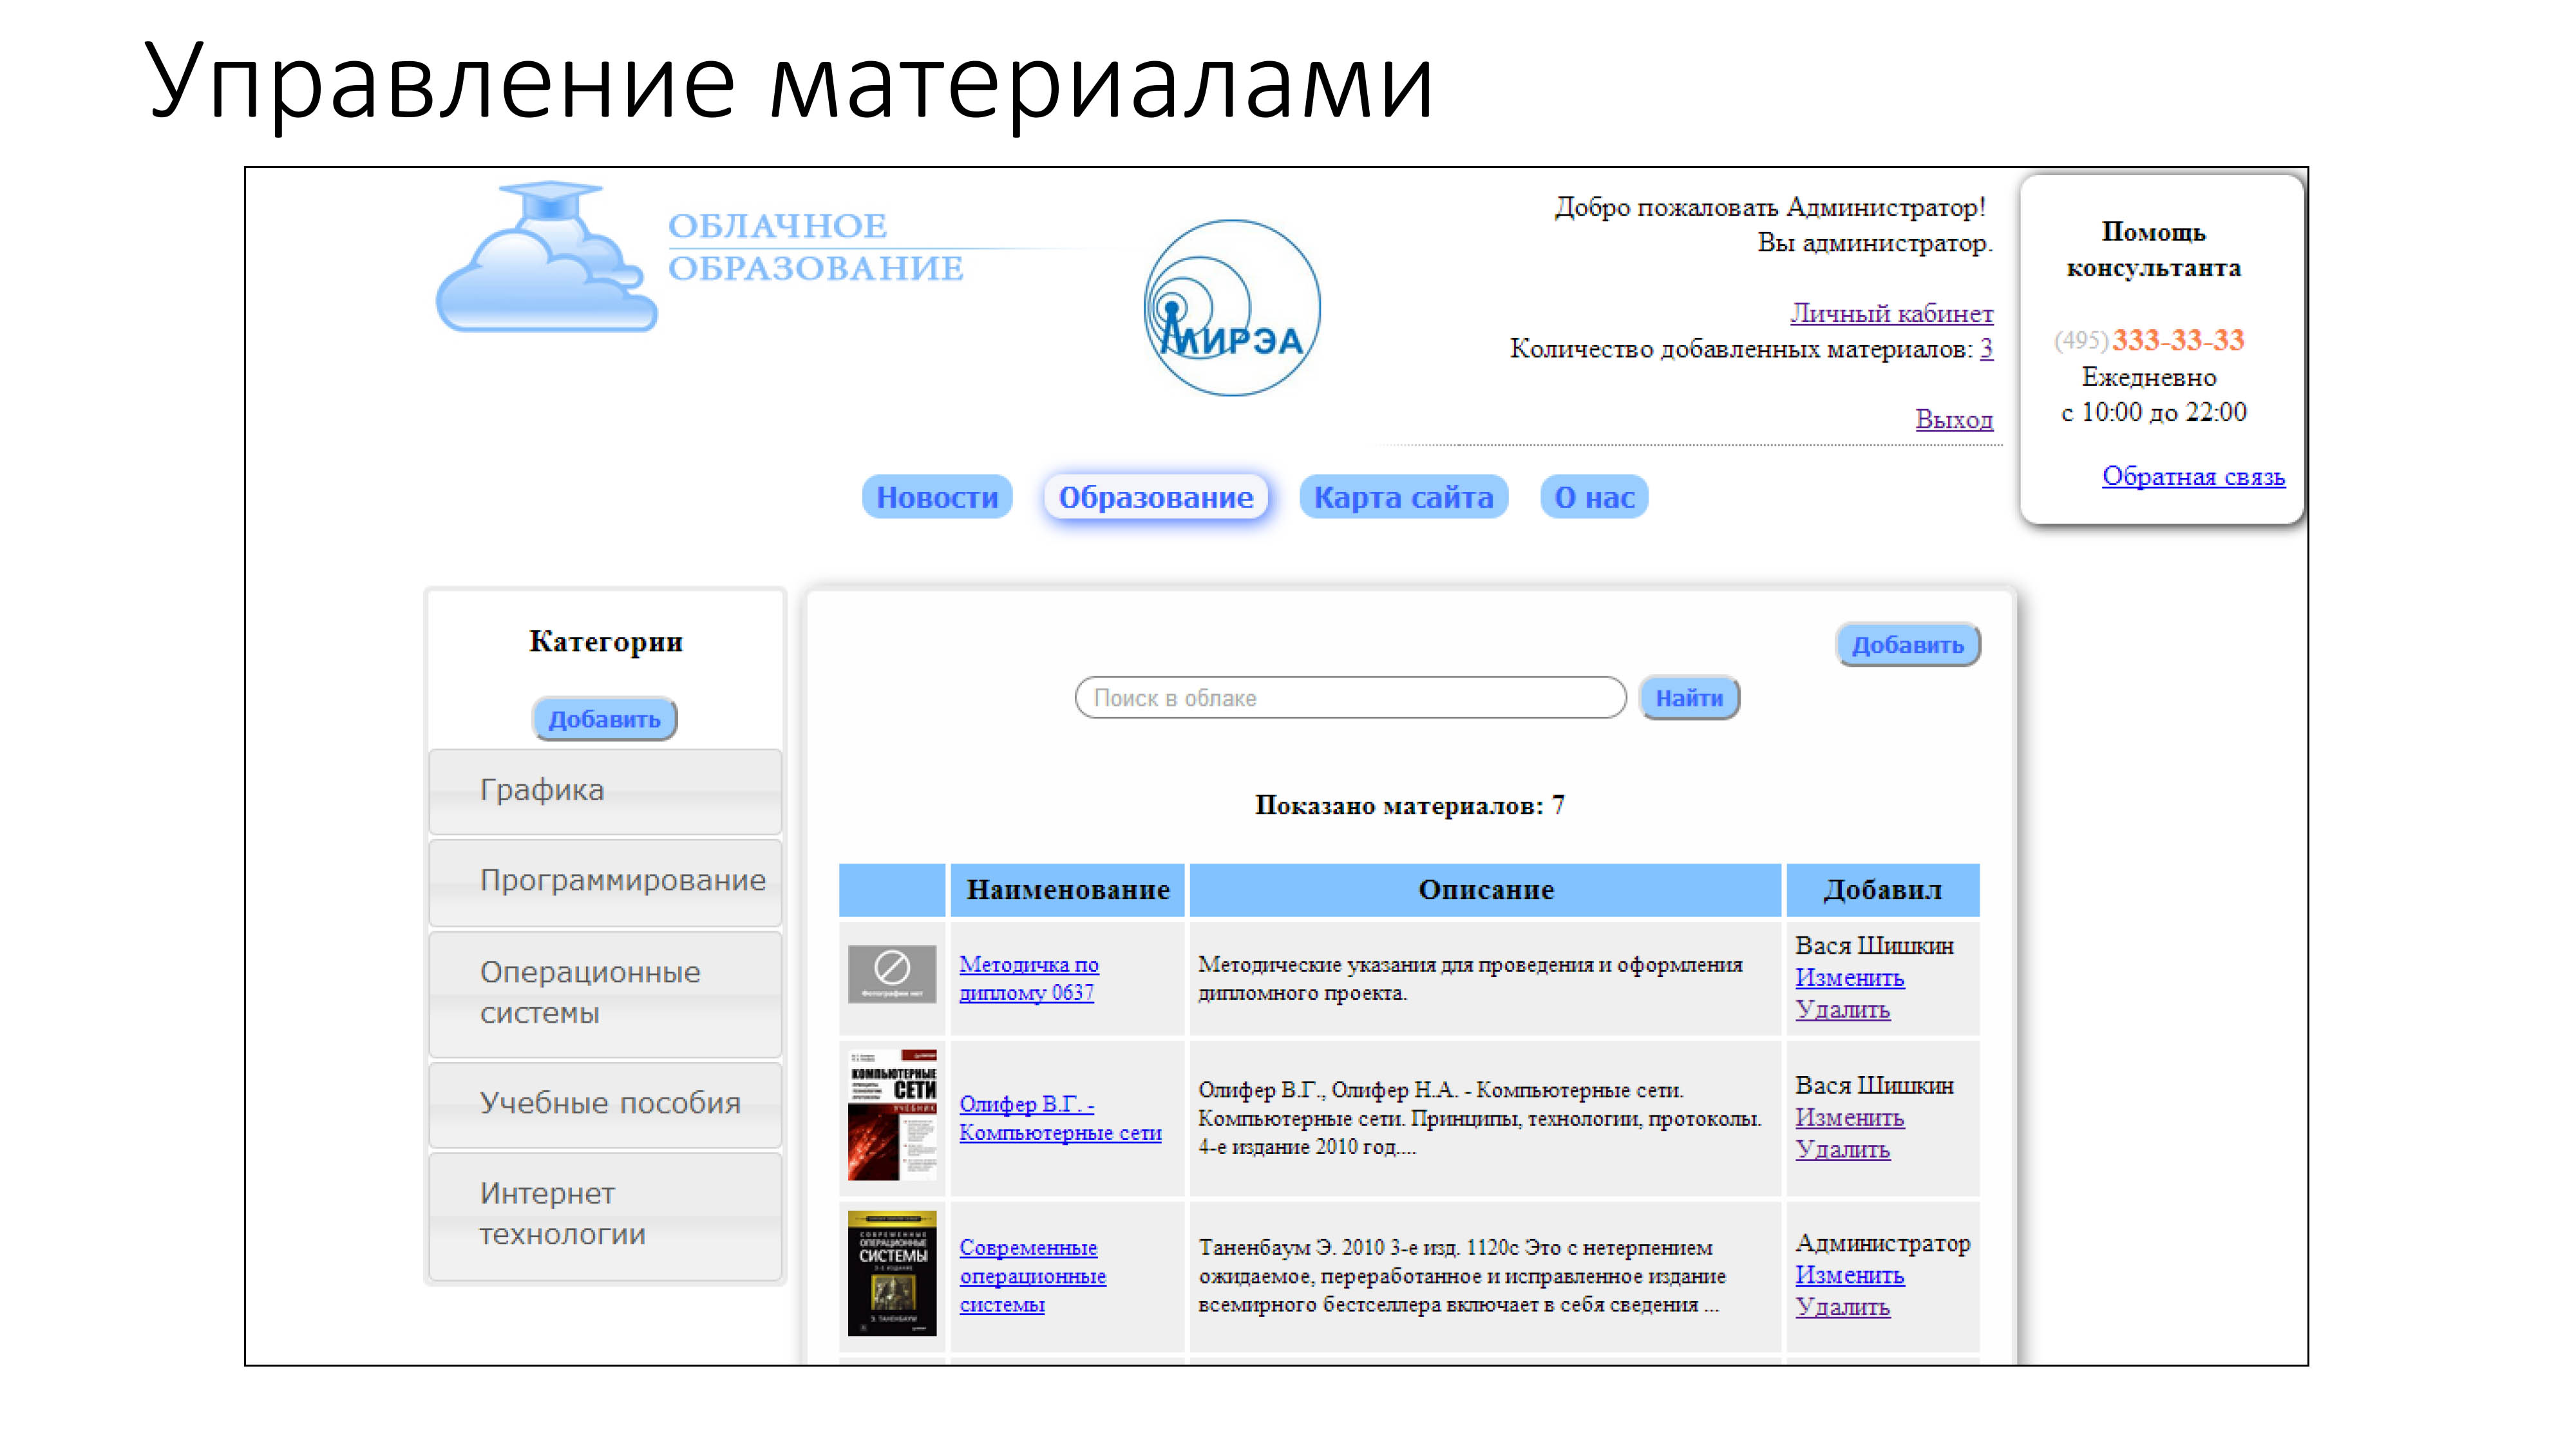 Управление материалами
ОБЛАЧНОЕ
ОБРАЗОВАНИЕ
МИРЭА
Добро пожаловать Администратор!
Вы администратор.
Личный кабинет
Количество добавленных материалов: 3
Выход
Помощь
консультанта
(495) 333-33-33
Ежедневно
с 10:00 до 22:00
Обратная связь
Новости
Образование
Карта сайта
О нас
Категории
Добавить
Графика
Программирование
Операционные
системы
Учебные пособия
Интернет
технологии
Добавить
Поиск в облаке
Найти
Показано материалов: 7
Наименование
Описание
Добавил
Фотографии нет
Методичка по
диплому 0637
Методические указания для проведения и оформления
дипломного проекта.
Вася Шишкин
Изменить
Удалить
КОМПЬЮТЕРНЫЕ
СЕТИ
УЧЕБНИК
Олифер В.Г. -
Компьютерные сети
Олифер В.Г., Олифер Н.А. - Компьютерные сети.
Компьютерные сети. Принципы, технологии, протоколы.
4-е издание 2010 год....
Вася Шишкин
Изменить
Удалить
СОВРЕМЕННЫЕ
ОПЕРАЦИОННЫЕ
СИСТЕМЫ
3-Е ИЗДАНИЕ
Э. ТАНЕНБАУМ
Современные
операционные
системы
Таненбаум Э. 2010 3-е изд. 1120с Это с нетерпением
ожидаемое, переработанное и исправленное издание
всемирного бестселлера включает в себя сведения ...
Администратор
Изменить
Удалить